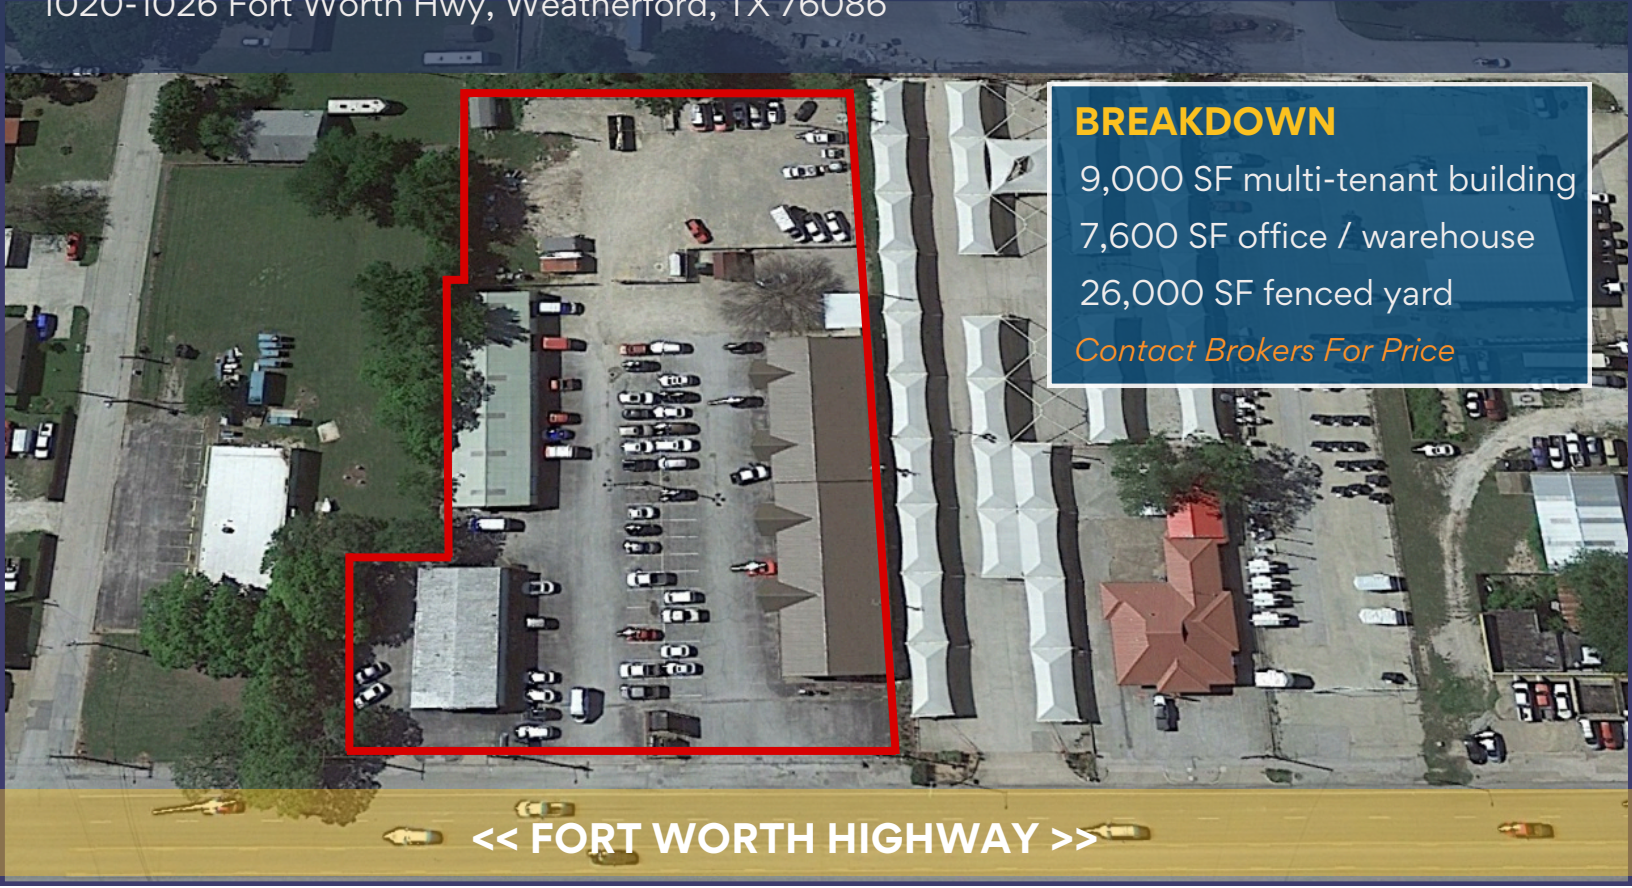 1020-1026 Fort Worth Hwy, Weatherford, TX 76086
BREAKDOWN
9,000 SF multi-tenant building
7,600 SF office / warehouse
26,000 SF fenced yard
Contact Brokers For Price
<< FORT WORTH HIGHWAY >>